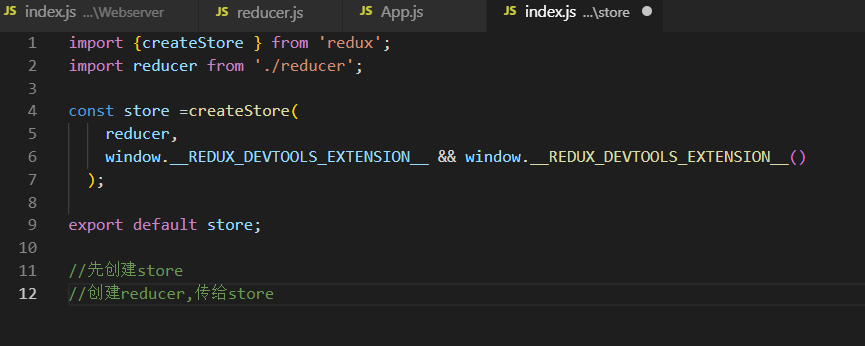 JS index.js ...\Webserver JS reducer.js JS App.js JS index.js ...\store
1 import {createStore } from 'redux';
2 import reducer from './reducer';
3
4 const store =createStore(
5 reducer,
6 window.__REDUX_DEVTOOLS_EXTENSION__ && window.__REDUX_DEVTOOLS_EXTENSION__()
7 );
8
9 export default store;
10
11 //先创建store
12 //创建reducer,传给store